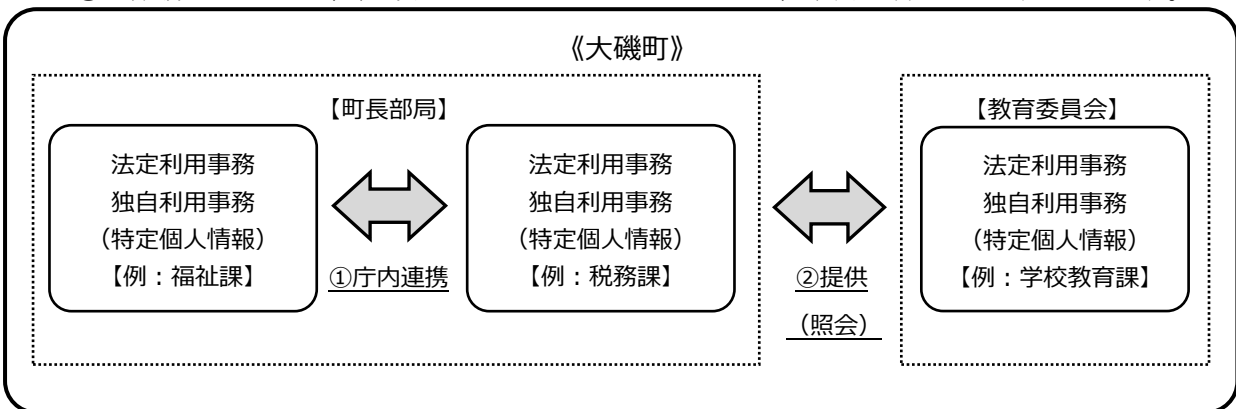 《大磯町》
【町長部局】
【教育委員会】
法定利用事務
独自利用事務
（特定個人情報）
【例：福祉課】
①庁内連携
法定利用事務
独自利用事務
（特定個人情報）
【例：税務課】
②提供
（照会）
法定利用事務
独自利用事務
（特定個人情報）
【例：学校教育課】